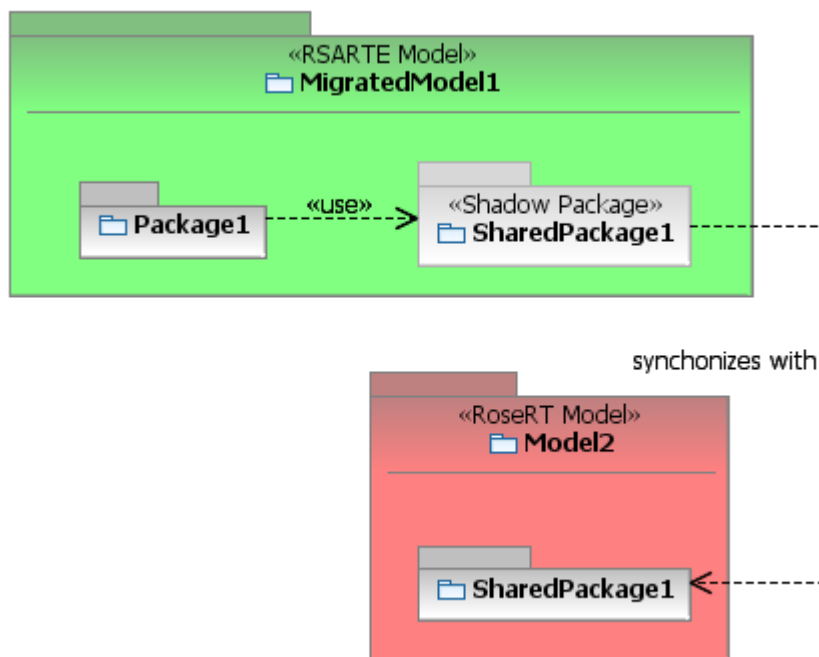 «RSARTE Model»
MigratedModel1
«use»
«Shadow Package»
Package1
SharedPackage1
synchonizes with
«RoseRT Model»
Model2
SharedPackage1